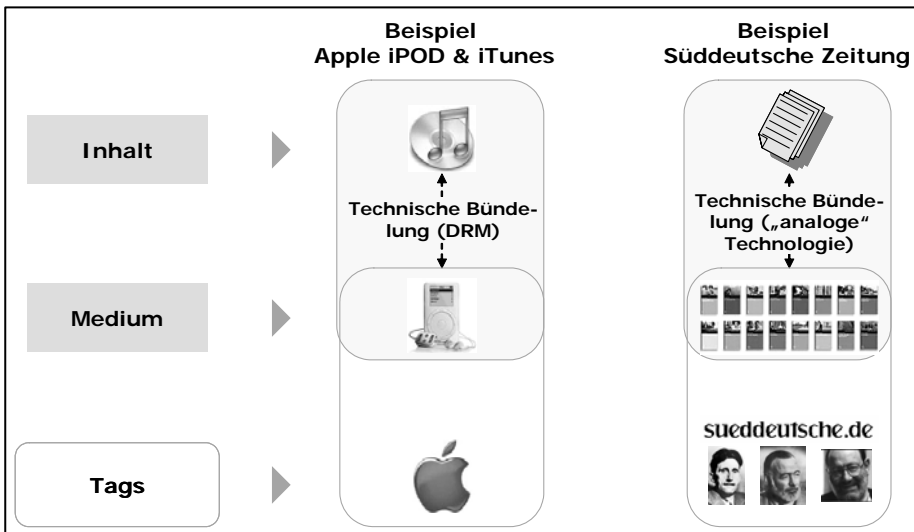 Beispiel
Apple iPOD & iTunes
Beispiel
Süddeutsche Zeitung
Inhalt
Technische Bünde-
lung (DRM)
Technische Bünde-
lung („analoge“
Technologie)
Medium
sueddeutsche.de
Tags